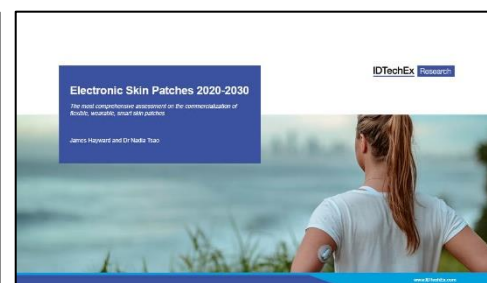 IDTechEx Research
Electronic Skin Patches 2020-2030
The most comprehensive assessment on the commercialization of
flexible, wearable, smart skin patches
James Hayward and Dr Nadia Tsao
www.IDTechEx.com